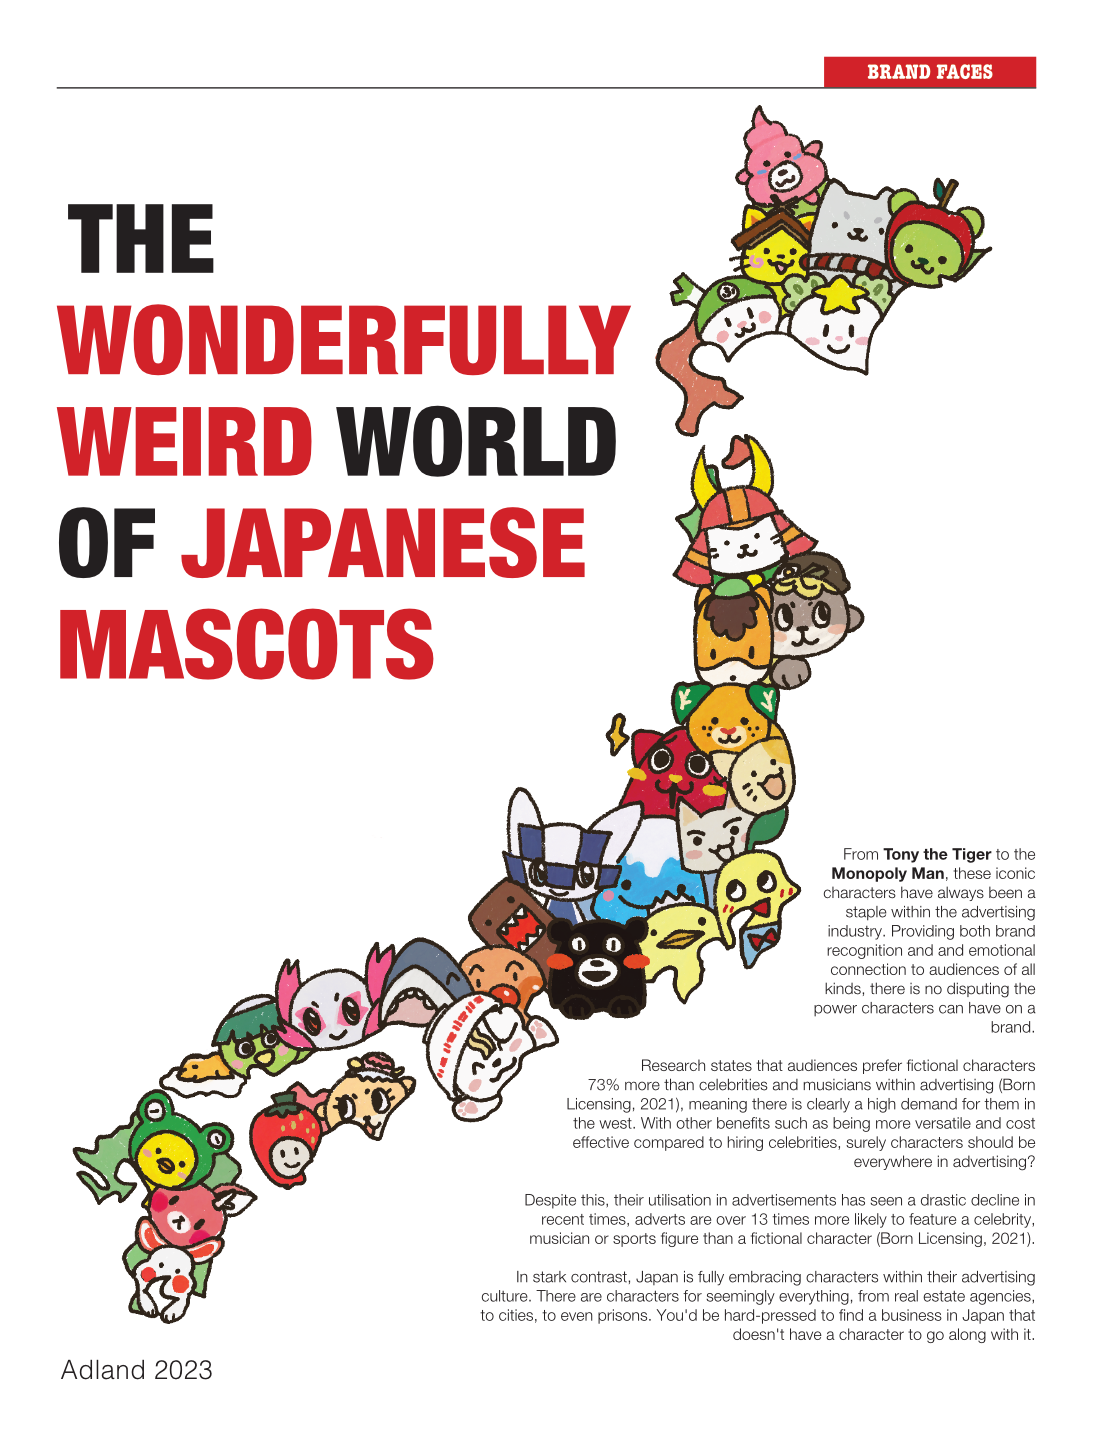 BRAND FACES
THE
WONDERFULLY
WEIRD WORLD
OF JAPANESE
MASCOTS
From Tony the Tiger to the
Monopoly Man, these iconic
characters have always been a
staple within the advertising
industry. Providing both brand
recognition and and emotional
connection to audiences of all
kinds, there is no disputing the
power characters can have on a
brand.
Research states that audiences prefer fictional characters
73% more than celebrities and musicians within advertising (Born
Licensing, 2021), meaning there is clearly a high demand for them in
the west. With other benefits such as being more versatile and cost
effective compared to hiring celebrities, surely characters should be
everywhere in advertising?
Despite this, their utilisation in advertisements has seen a drastic decline in
recent times, adverts are over 13 times more likely to feature a celebrity,
musician or sports figure than a fictional character (Born Licensing, 2021).
In stark contrast, Japan is fully embracing characters within their advertising
culture. There are characters for seemingly everything, from real estate agencies,
to cities, to even prisons. You'd be hard-pressed to find a business in Japan that
doesn't have a character to go along with it.
Adland 2023